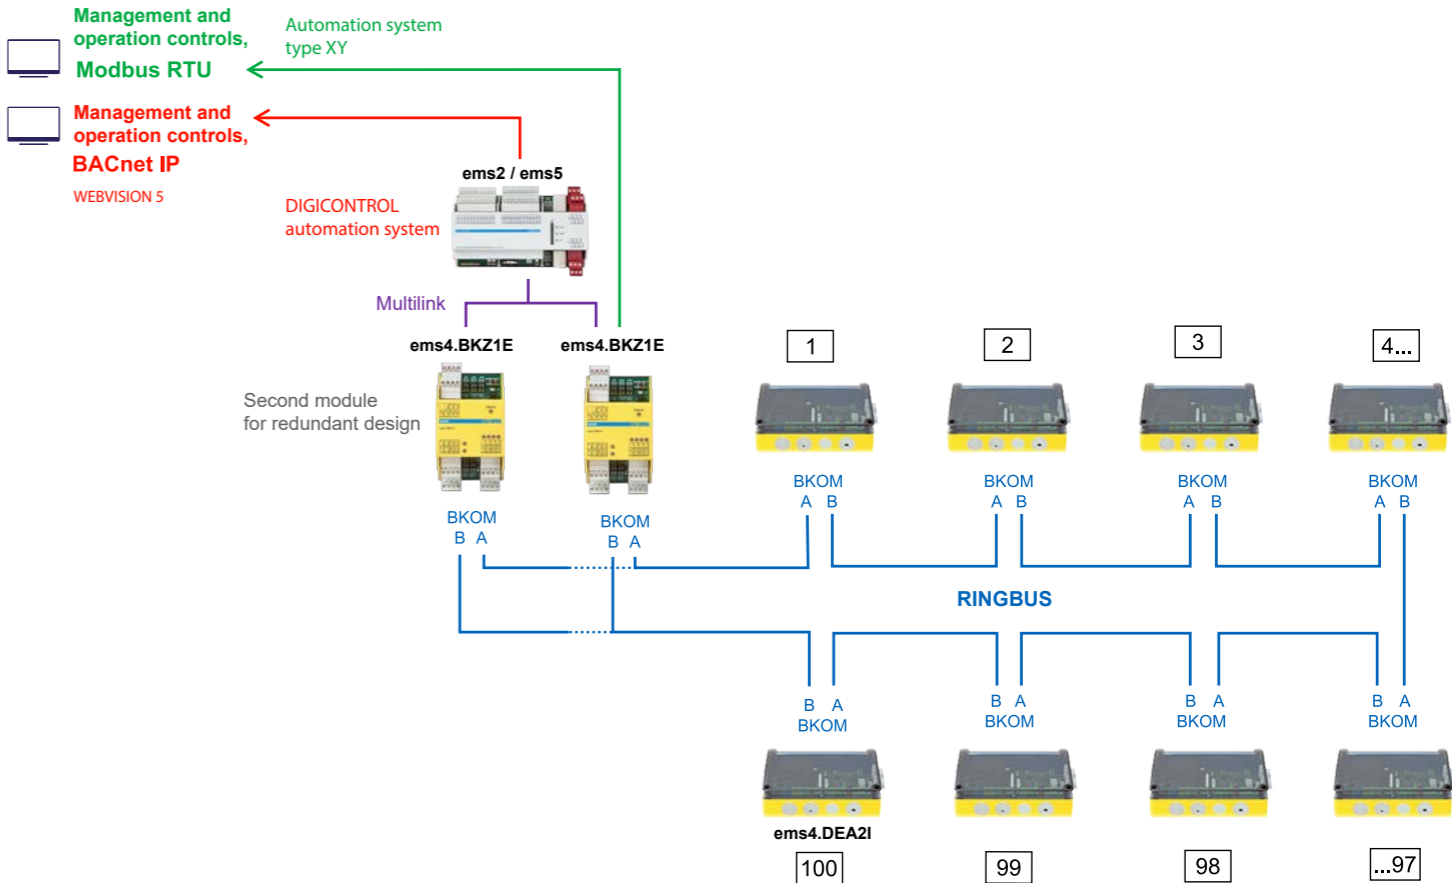 Management and
operation controls,
Modbus RTU
Automation system
type XY
Management and
operation controls,
BACnet IP
WEBVISION 5
ems2 / ems5
DIGICONTROL
automation system
Multilink
ems4.BKZ1E
ems4.BKZ1E
Second module
for redundant design
1
2
3
4...
BKOM
B A
BKOM
B A
BKOM
A B
BKOM
A B
BKOM
A B
BKOM
A B
RINGBUS
B A
BKOM
B A
BKOM
B A
BKOM
B A
BKOM
ems4.DEA2I
100
99
98
...97